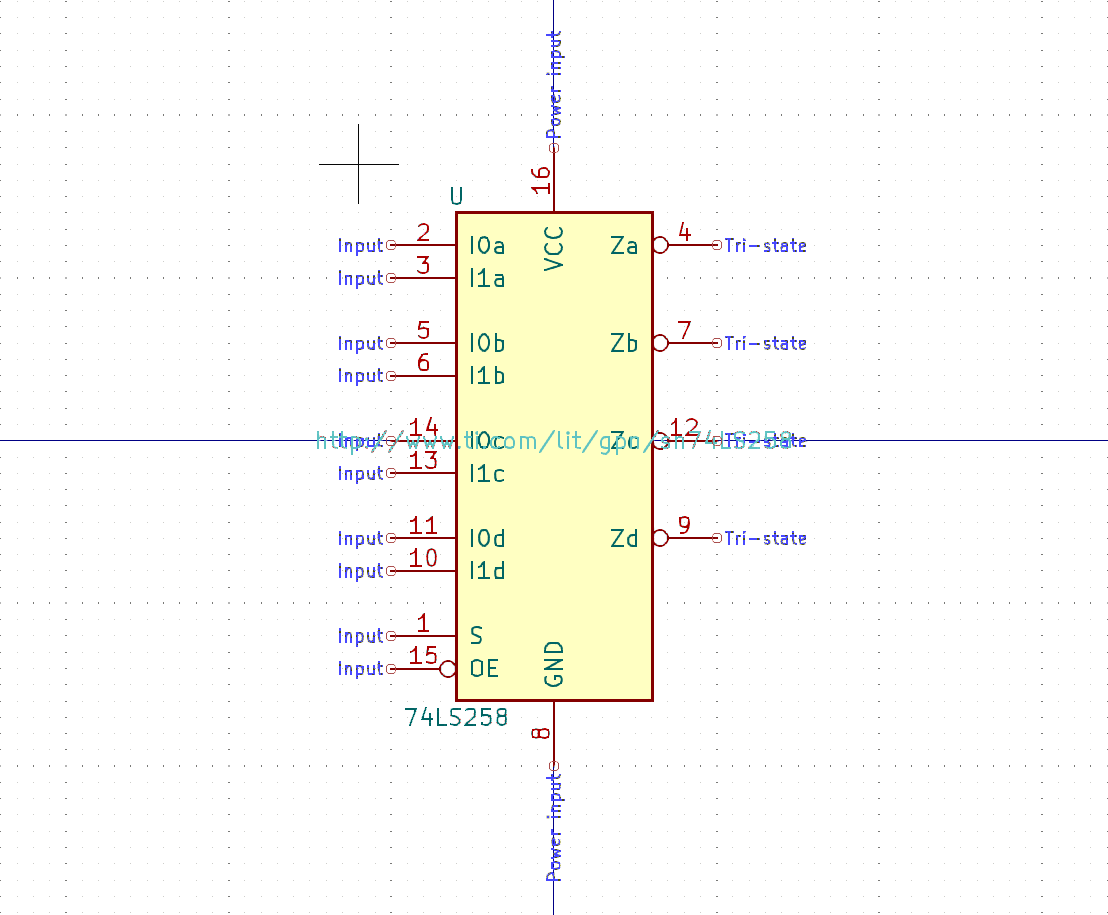 Power input
16
U
VCC
Input 2 I0a Za 4 Tri-state
Input 3 I1a
Input 5 I0b Zb 7 Tri-state
Input 6 I1b
Input 14 I0c Zc 12 Tri-state
http://www.ti.com/lit/gpn/sn74LS258
Input 13 I1c
Input 11 I0d Zd 9 Tri-state
Input 10 I1d
Input 1 S
Input 15 OE
GND
74LS258
8
Power input